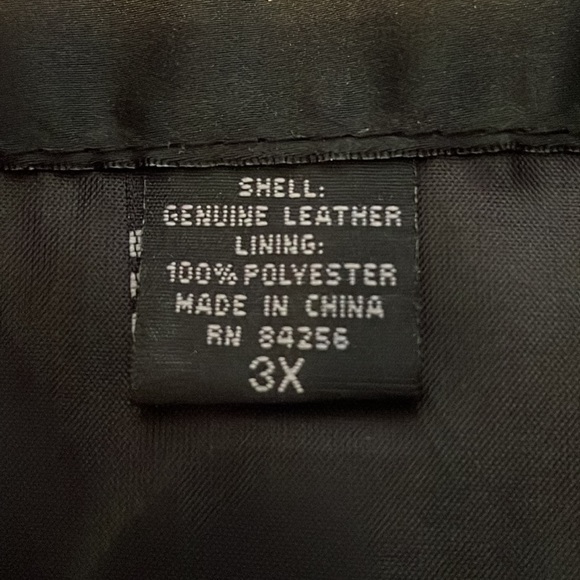 SHELL:
GENUINE LEATHER
LINING:
100% POLYESTER
MADE IN CHINA
RN 84256
3X